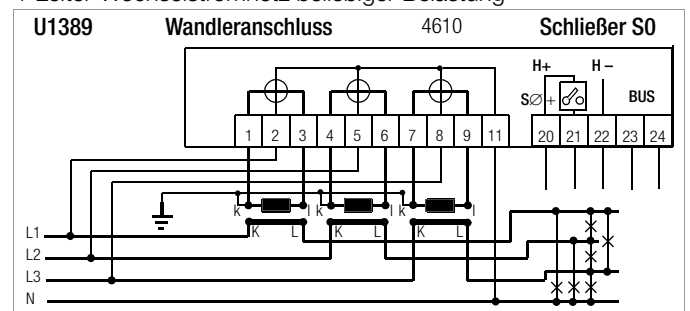 4-Leiter-Wechselstromnetz beliebiger Belastung
U1389 Wandleranschluss 4610 Schließer S0
H+ H –
S∅ + BUS
1 2 3 4 5 6 7 8 9 11 20 21 22 23 24
k l k l k l
K L K L K L
L1
L2
L3
N